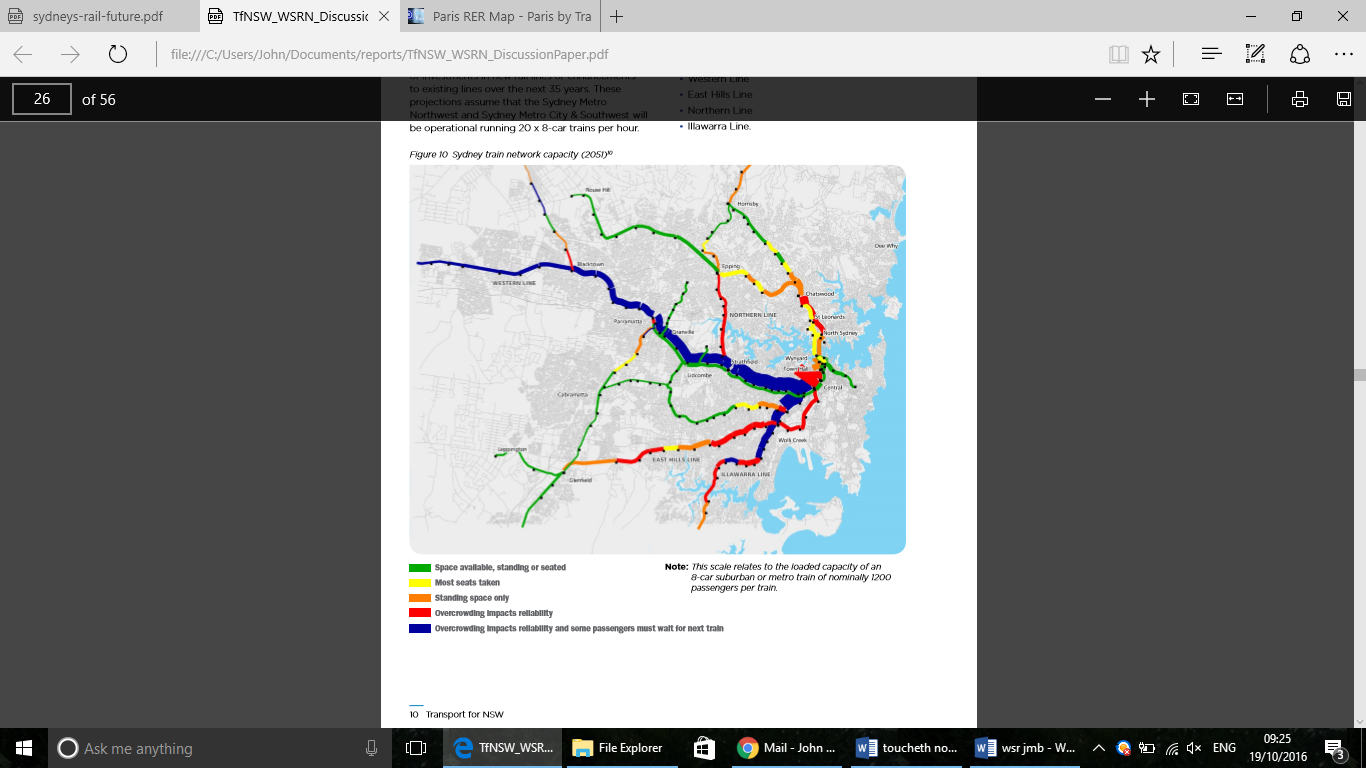 sydneys-rail-future.pdf
TfNSW_WSRN_Discussic
Paris RER Map - Paris by Tra
file:///C:/Users/John/Documents/reports/TfNSW_WSRN_DiscussionPaper.pdf
26 of 56
of investments in new rail lines or enhancements
to existing lines over the next 35 years. These
projections assume that the Sydney Metro
Northwest and Sydney Metro City & Southwest will
be operational running 20 x 8-car trains per hour.
• Western Line
• East Hills Line
• Northern Line
• Illawarra Line.
Figure 10 Sydney train network capacity (2051)¹⁰
Rouse Hill
Hornsby
Dee Why
Epping
Blacktown
WESTERN LINE
Chatswood
NORTHERN LINE
St Leonards
Parramatta
Granville
North Sydney
Wynyard
Strathfield
Town Hall
Lidcombe
Central
Cabramatta
Wolli Creek
Leppington
EAST HILLS LINE
ILLAWARRA LINE
Glenfield
Space available, standing or seated
Most seats taken
Standing space only
Overcrowding impacts reliability
Overcrowding impacts reliability and some passengers must wait for next train
Note: This scale relates to the loaded capacity of an
8-car suburban or metro train of nominally 1200
passengers per train.
10 Transport for NSW
Ask me anything
TfNSW_WSR...
File Explorer
Mail - John ...
toucheth no...
wsr jmb - W...
ENG
09:25
19/10/2016
3